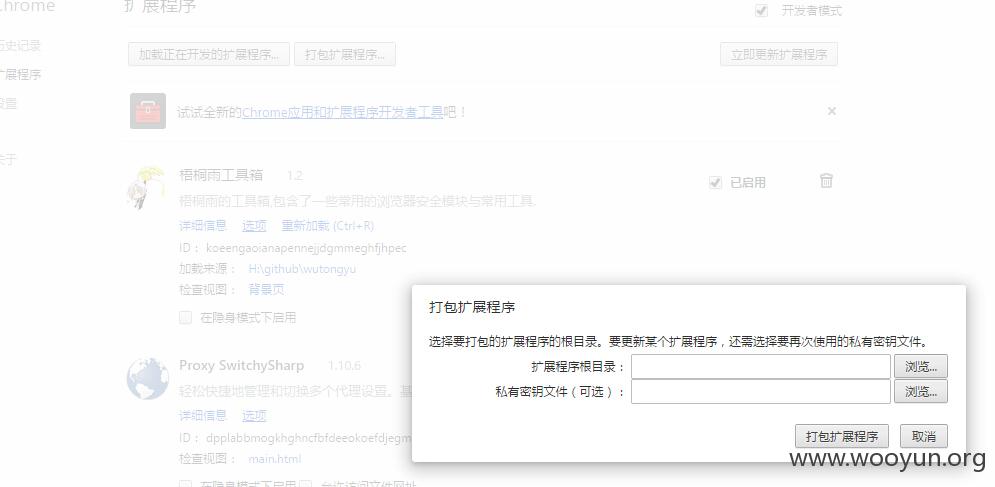 Chrome
扩展程序
开发者模式
历史记录
扩展程序
设置
关于
加载正在开发的扩展程序... 打包扩展程序... 立即更新扩展程序
试试全新的Chrome应用和扩展程序开发者工具吧！
梧桐雨工具箱 1.2
已启用
梧桐雨的工具箱,包含了一些常用的浏览器安全模块与常用工具.
详细信息 选项 重新加载 (Ctrl+R)
ID： koeengaoianapennejjdgmmeghfjhpec
加载来源： H:\github\wutongyu
检查视图： 背景页
在隐身模式下启用
Proxy SwitchySharp 1.10.6
轻松快捷地管理和切换多个代理设置。基
详细信息 选项
ID： dpplabbmogkhghncfbfdeeokoefdjegm
检查视图： main.html
在隐身模式下启用 允许访问文件网址
打包扩展程序
选择要打包的扩展程序的根目录。要更新某个扩展程序，还需选择要再次使用的私有密钥文件。
扩展程序根目录： 浏览...
私有密钥文件（可选）： 浏览...
打包扩展程序 取消
www.wooyun.org